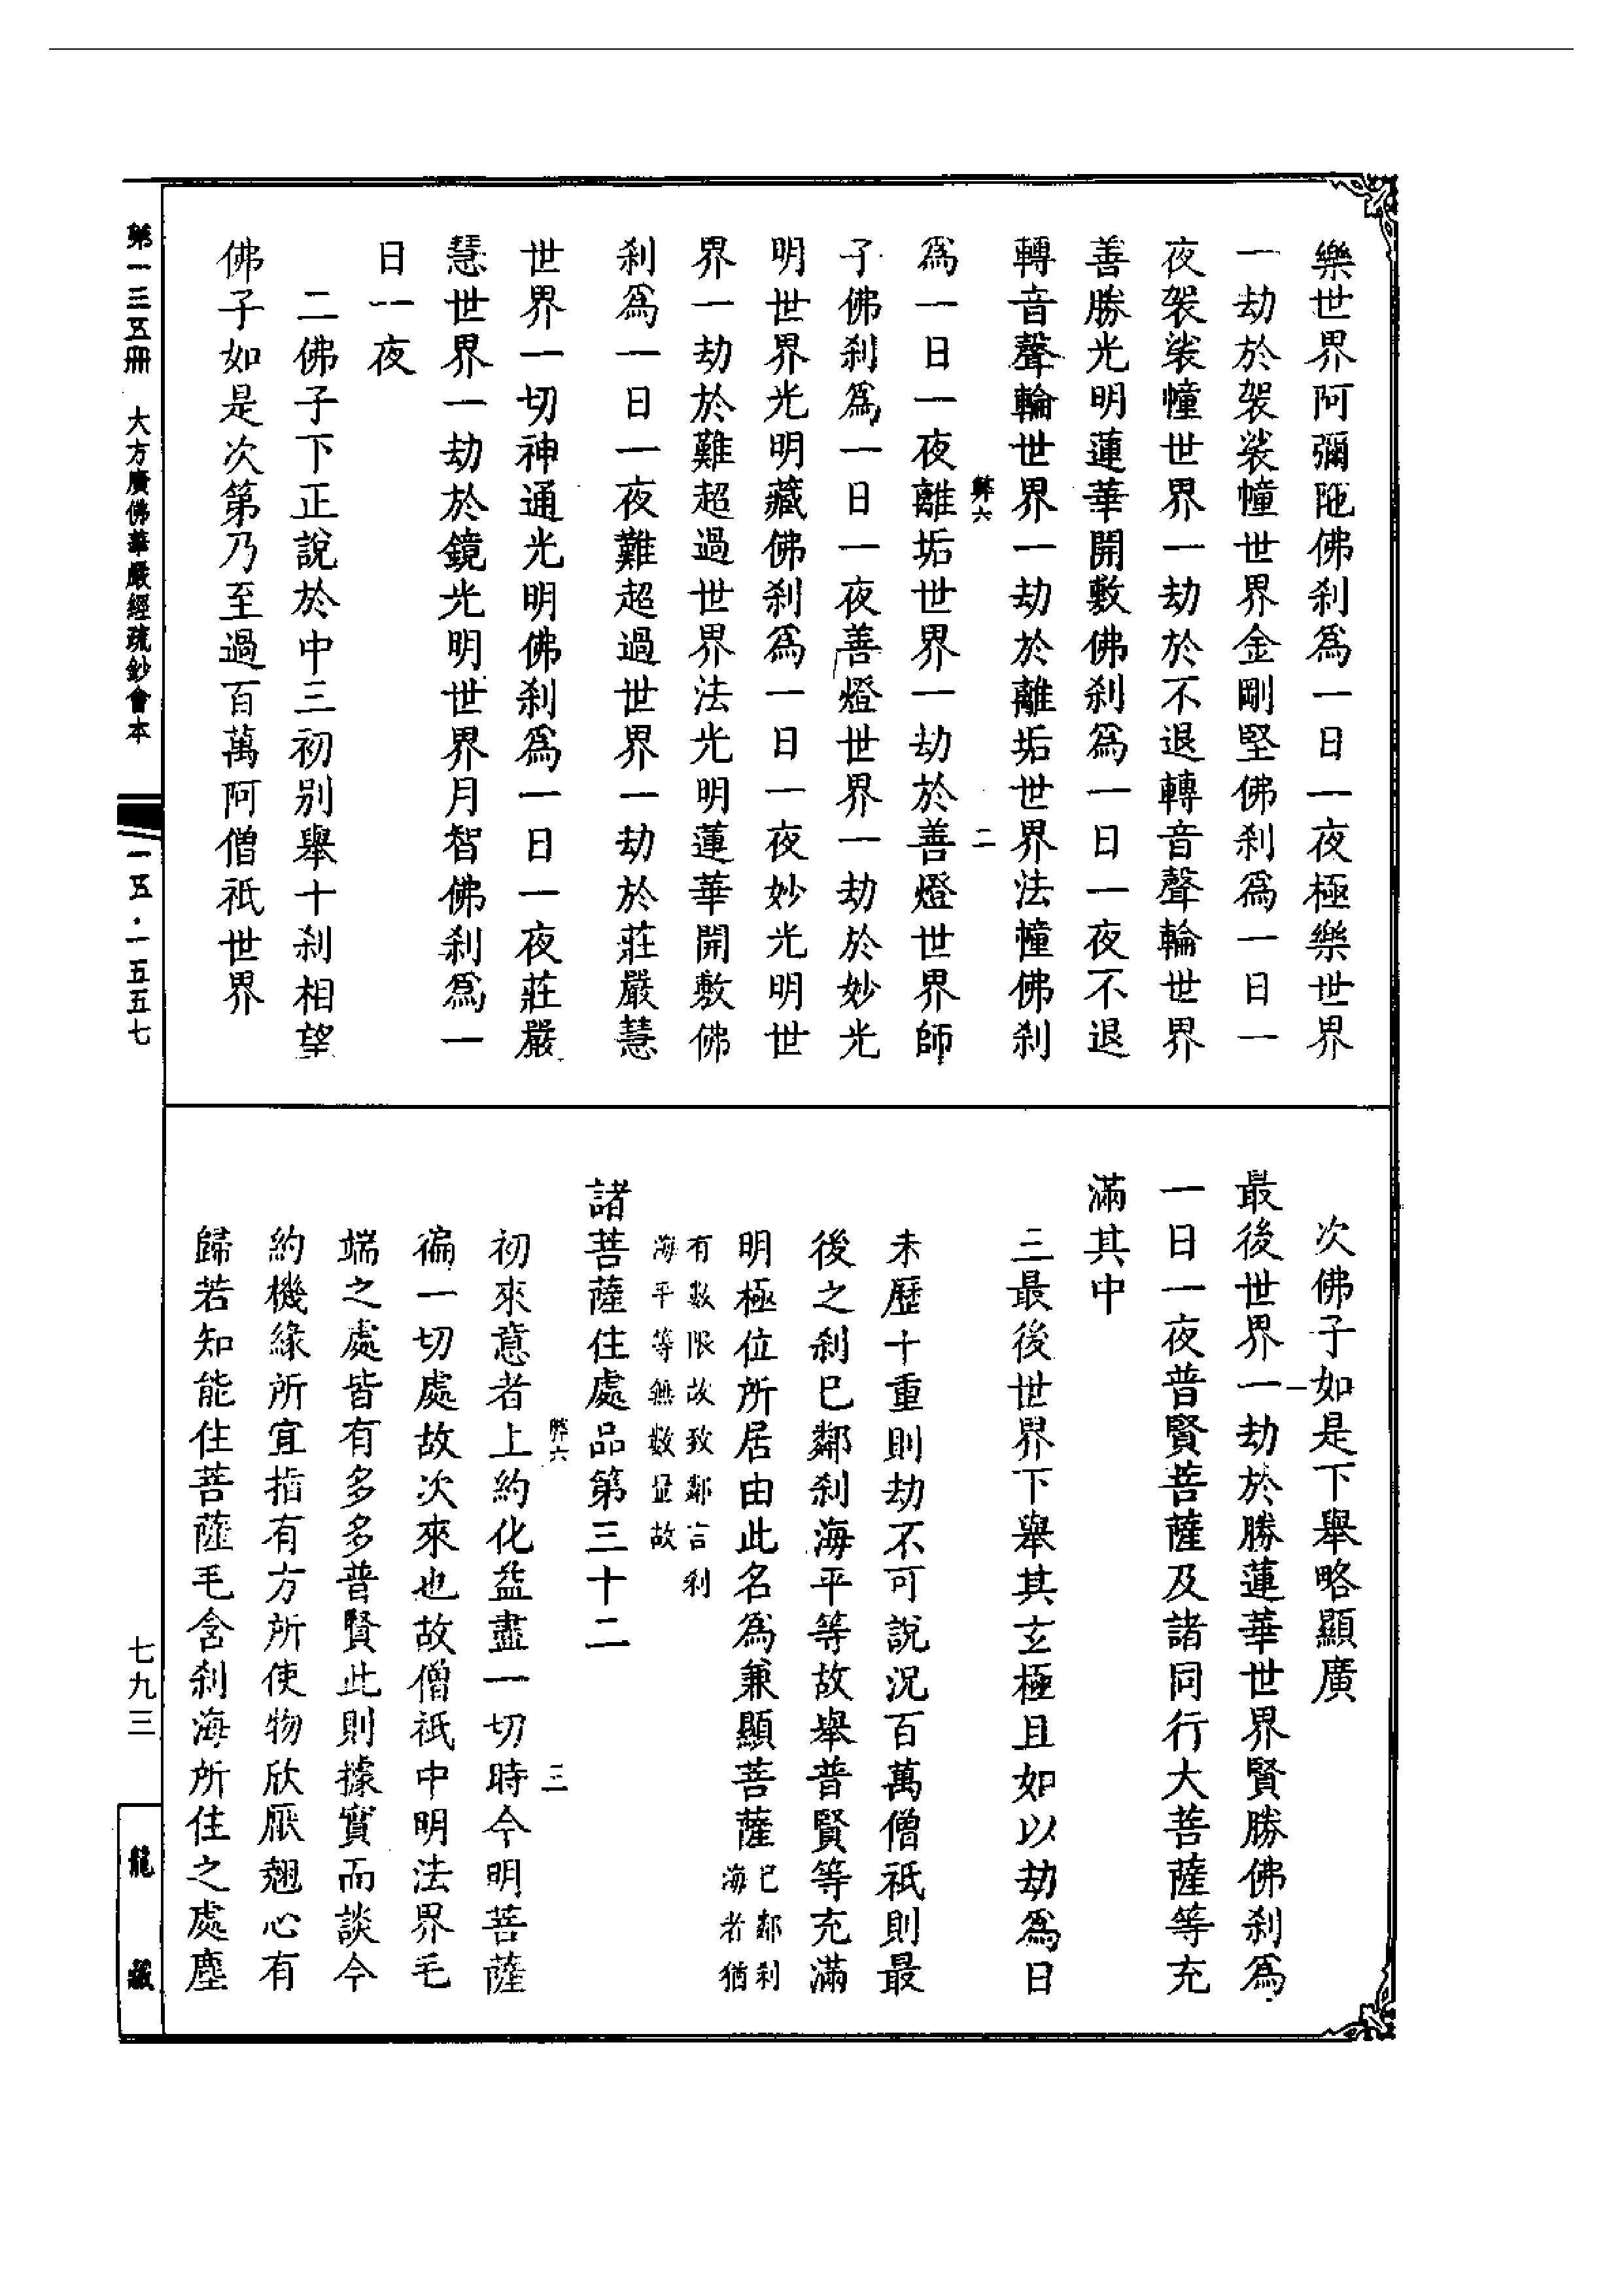 樂世界阿彌陁佛刹爲一日一夜極樂世界
一劫於袈裟幢世界金剛堅佛刹爲一日一
夜袈裟幢世界一劫於不退轉音聲輪世界
善勝光明蓮華開敷佛刹爲一日一夜不退
轉音聲輪世界一劫於離垢世界法幢佛刹
二
爲一日一夜離垢世界一劫於善燈世界師
子佛刹爲一日一夜善燈世界一劫於妙光
明世界光明藏佛刹爲一日一夜妙光明世
界一劫於難超過世界法光明蓮華開敷佛
刹爲一日一夜難超過世界一劫於莊嚴慧
世界一切神通光明佛刹爲一日一夜莊嚴
慧世界一劫於鏡光明世界月智佛刹爲一
日一夜
二佛子下正說於中三初別舉十刹相望
佛子如是次第乃至過百萬阿僧祇世界
次佛子如是下舉略顯廣
最後世界一劫於勝蓮華世界賢勝佛刹爲
一日一夜普賢菩薩及諸同行大菩薩等充
滿其中
三最後世界下舉其玄極且如以劫爲日
未歷十重則劫不可說況百萬僧祇則最
後之刹巳鄰刹海平等故舉普賢等充滿
明極位所居由此名爲兼顯菩薩巳鄰刹
海者猶
有數限故致鄰言刹
海平等無數量故
諸菩薩住處品第三十二
三
初來意者上約化益盡一切時今明菩薩
徧一切處故次來也故僧祇中明法界毛
端之處皆有多多普賢此則據實而談今
約機緣所宜指有方所使物欣厭翹心有
歸若知能住菩薩毛含刹海所住之處塵
第一三五冊 大方廣佛華嚴經疏鈔會本
一五·一五五七
七九三
龍藏